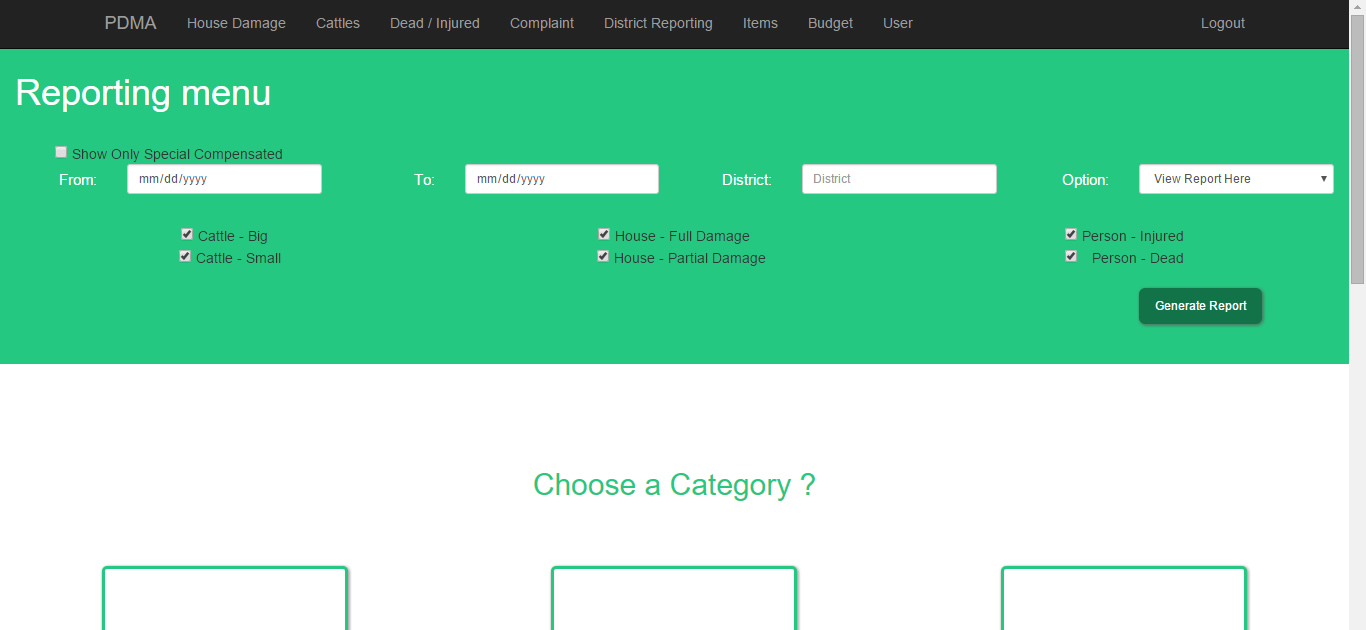 PDMA House Damage Cattles Dead / Injured Complaint District Reporting Items Budget User Logout
Reporting menu
Show Only Special Compensated
From: mm/dd/yyyy To: mm/dd/yyyy District: District Option: View Report Here
Cattle - Big House - Full Damage Person - Injured
Cattle - Small House - Partial Damage Person - Dead
Generate Report
Choose a Category ?